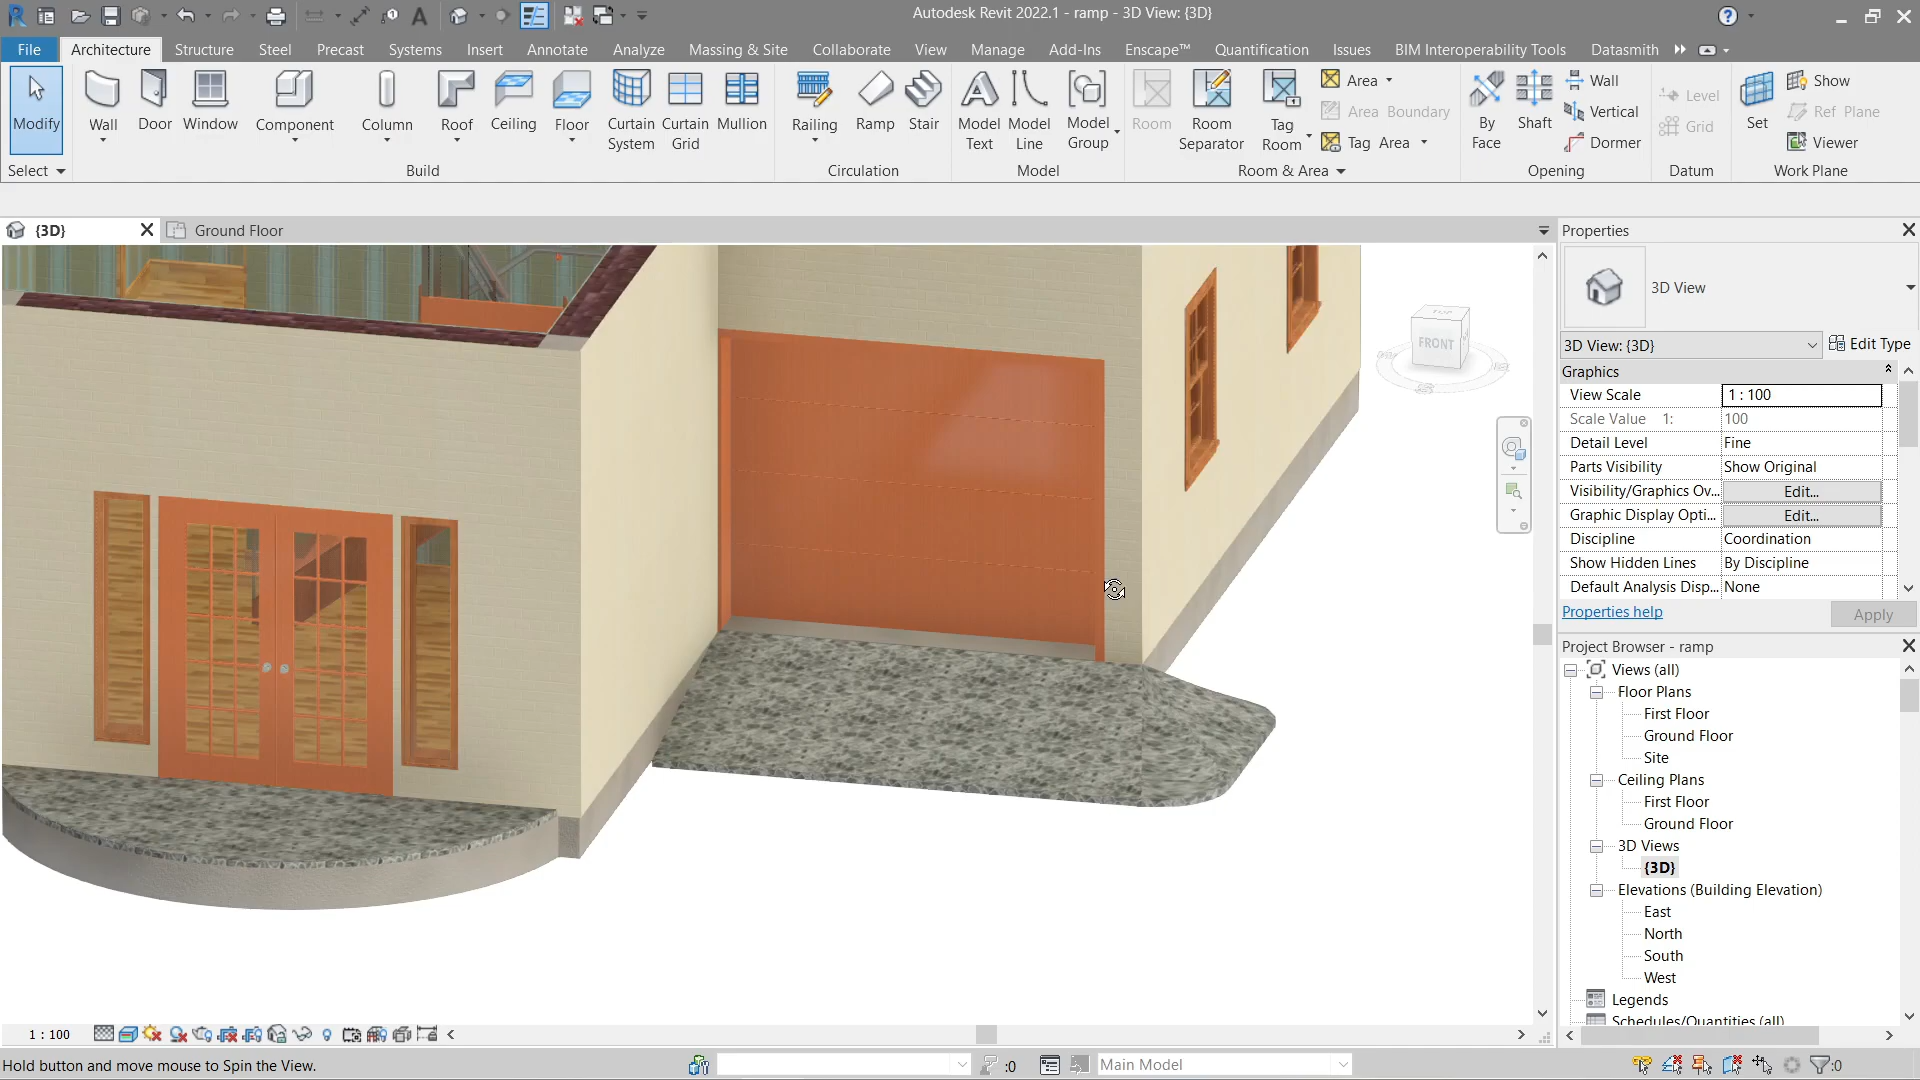 Autodesk Revit 2022.1 - ramp - 3D View: {3D}
File Architecture Structure Steel Precast Systems Insert Annotate Analyze Massing & Site Collaborate View Manage Add-Ins Enscape™ Quantification Issues BIM Interoperability Tools Datasmith
Modify
Wall Door Window Component Column Roof Ceiling Floor Curtain System Curtain Grid Mullion
Railing Ramp Stair
Model Text Model Line Model Group
Room Room Separator Tag Room
Area
Area Boundary
Tag Area
By Face Shaft
Wall
Vertical
Dormer
Level
Grid
Set
Show
Ref Plane
Viewer
Select Build Circulation Model Room & Area Opening Datum Work Plane
{3D} Ground Floor
TOP
FRONT
Properties
3D View
3D View: {3D} Edit Type
Graphics
View Scale 1 : 100
Scale Value 1: 100
Detail Level Fine
Parts Visibility Show Original
Visibility/Graphics Ov... Edit...
Graphic Display Opti... Edit...
Discipline Coordination
Show Hidden Lines By Discipline
Default Analysis Disp... None
Properties help Apply
Project Browser - ramp
Views (all)
Floor Plans
First Floor
Ground Floor
Site
Ceiling Plans
First Floor
Ground Floor
3D Views
{3D}
Elevations (Building Elevation)
East
North
South
West
Legends
Schedules/Quantities (all)
1 : 100
Hold button and move mouse to Spin the View. :0 Main Model :0